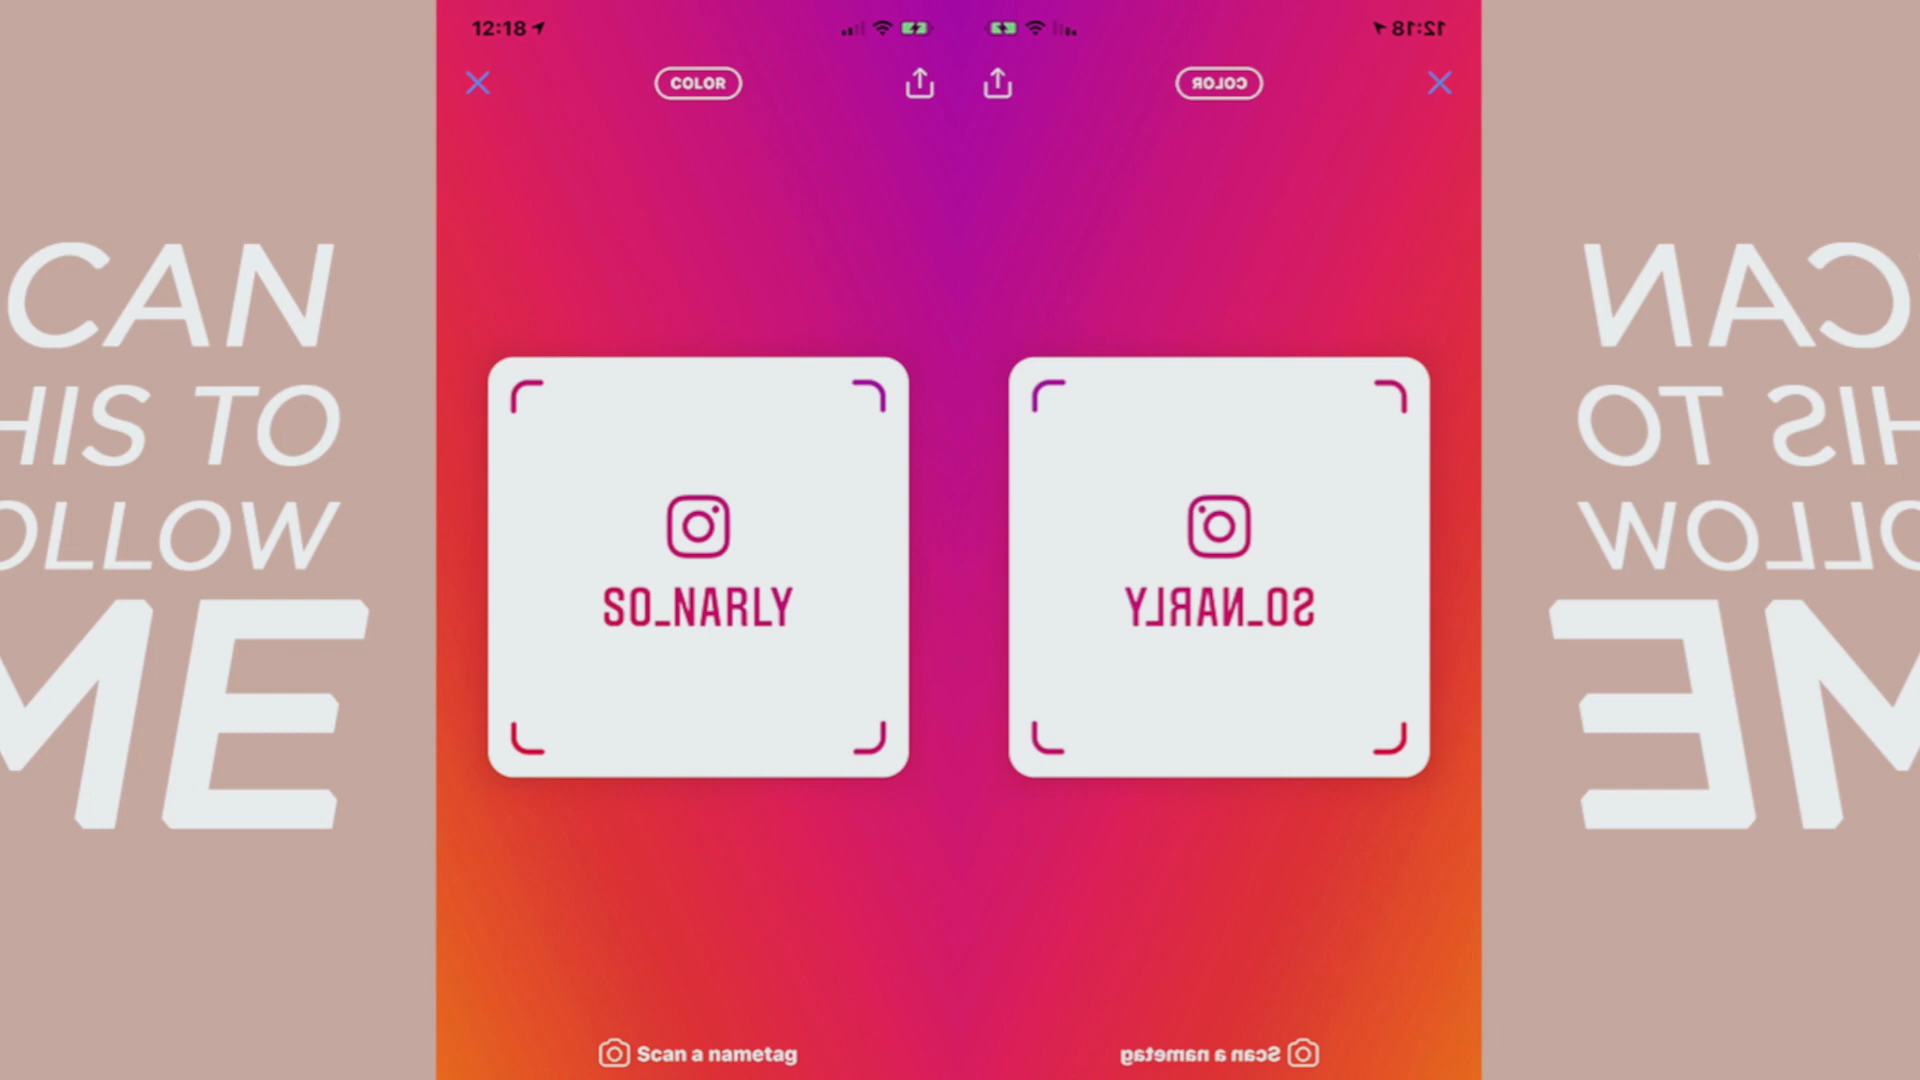 12:18
COLOR
SO_NARLY
Scan a nametag
CAN
HIS TO
OLLOW
ME
12:18
COLOR
SO_NARLY
Scan a nametag
CAN
HIS TO
OLLOW
ME